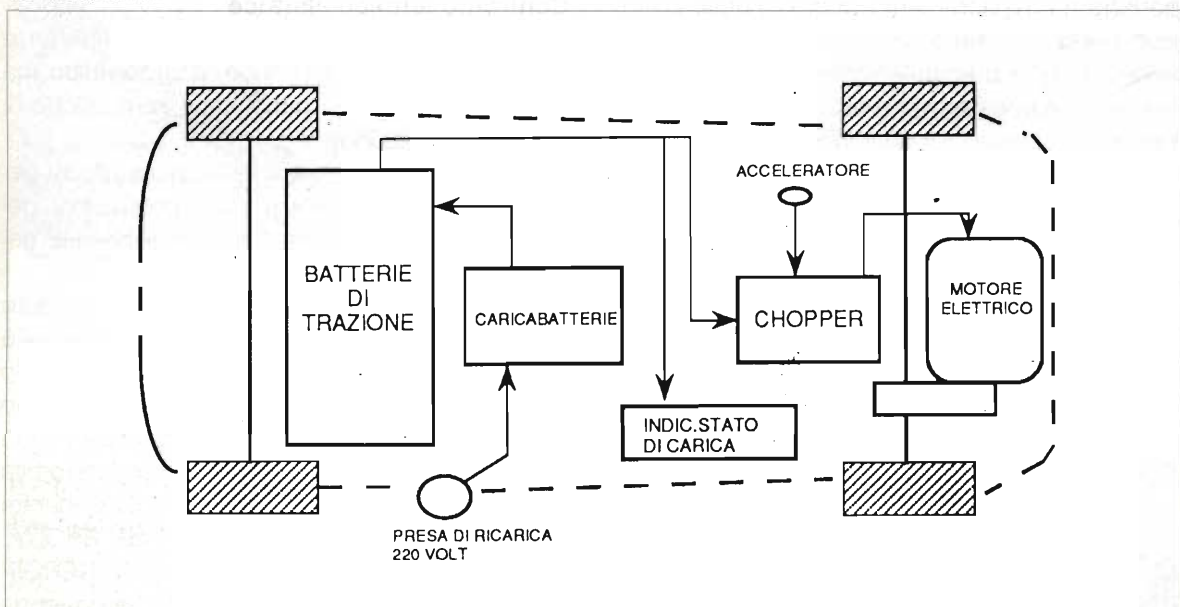 ACCELERATORE
BATTERIE
DI
TRAZIONE
CARICABATTERIE
CHOPPER
MOTORE
ELETTRICO
INDIC.STATO
DI CARICA
PRESA DI RICARICA
220 VOLT